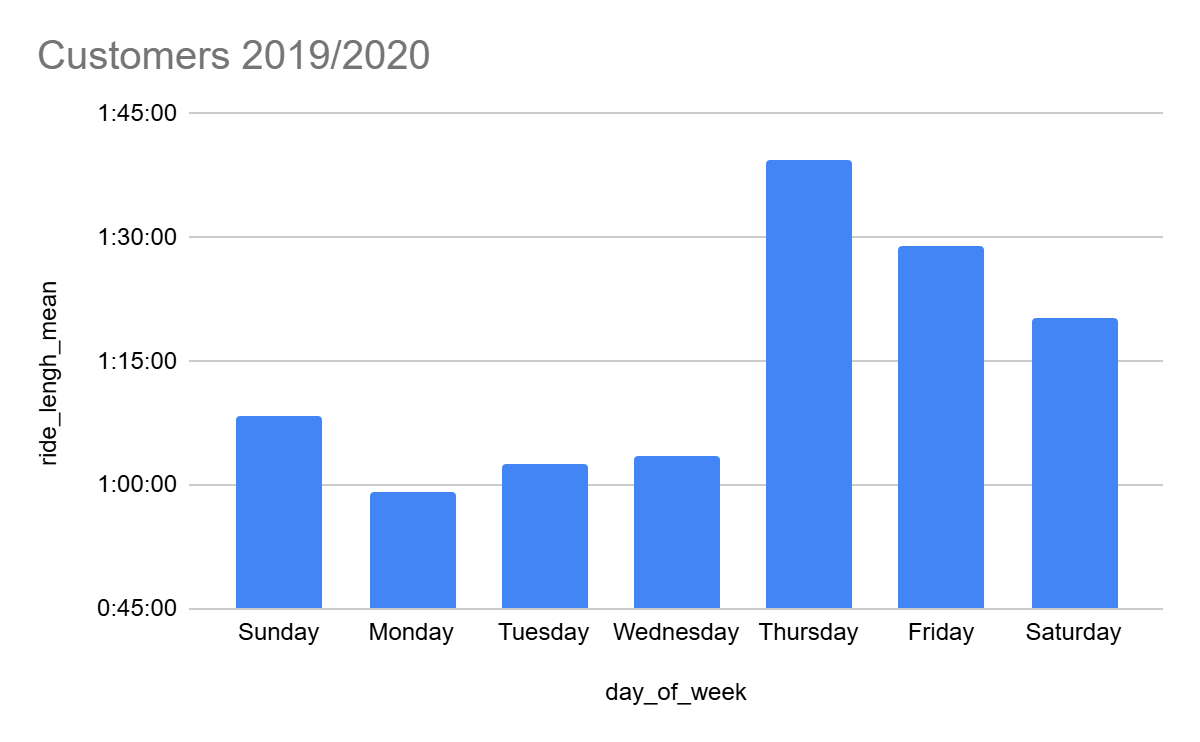 Customers 2019/2020
1:45:00
1:30:00
1:15:00
1:00:00
0:45:00
ride_lengh_mean
Sunday Monday Tuesday Wednesday Thursday Friday Saturday
day_of_week